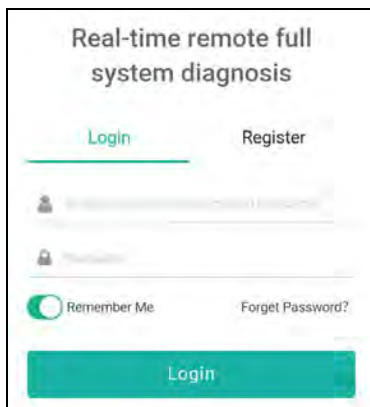 Real-time remote full
system diagnosis
Login Register
Remember Me Forget Password?
Login